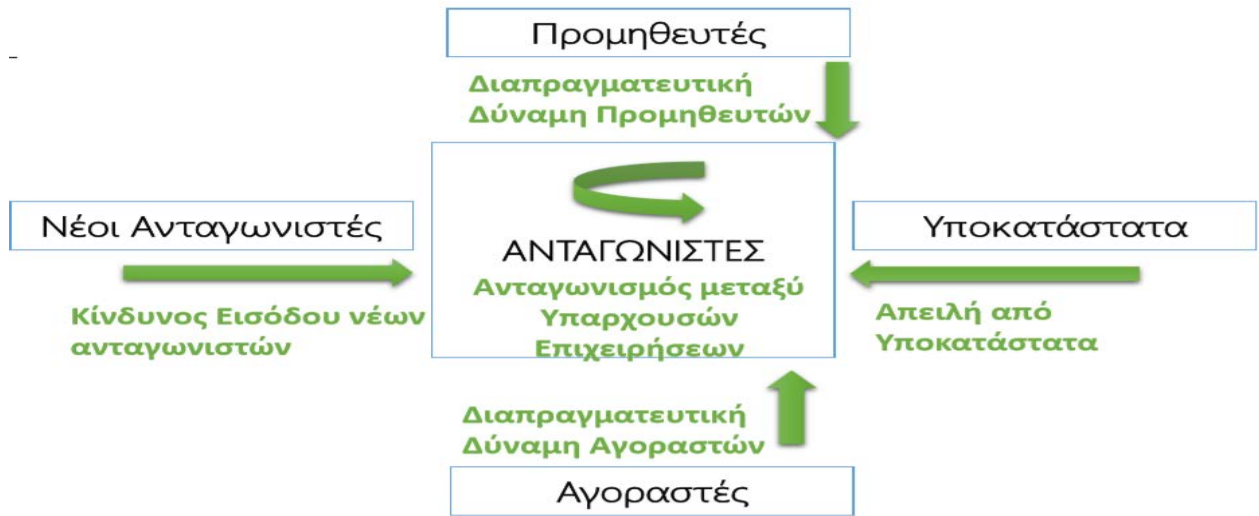 Προμηθευτές
Διαπραγματευτική
Δύναμη Προμηθευτών
Νέοι Ανταγωνιστές
Κίνδυνος Εισόδου νέων
ανταγωνιστών
ΑΝΤΑΓΩΝΙΣΤΕΣ
Ανταγωνισμός μεταξύ
Υπαρχουσών
Επιχειρήσεων
Υποκατάστατα
Απειλή από
Υποκατάστατα
Διαπραγματευτική
Δύναμη Αγοραστών
Αγοραστές